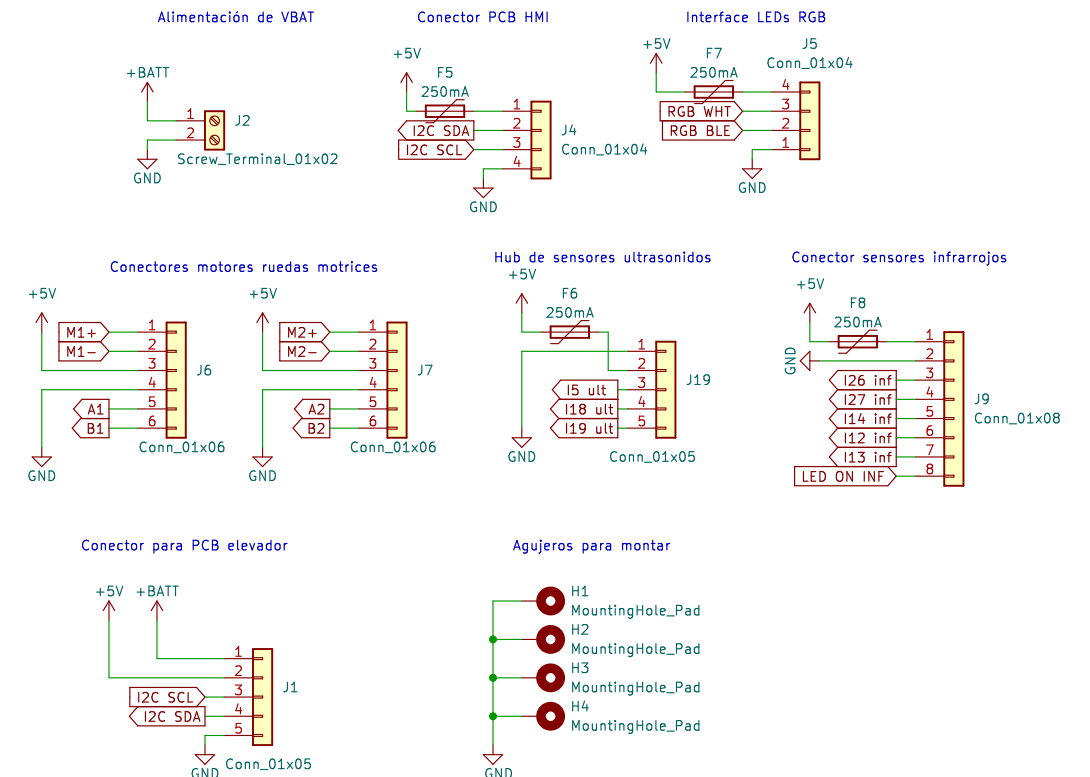 Alimentación de VBAT
+BATT
1
2
J2
Screw_Terminal_01x02
GND
Conector PCB HMI
+5V
F5
250mA
I2C SDA
I2C SCL
1
2
3
4
J4
Conn_01x04
GND
Interface LEDs RGB
+5V
F7
250mA
J5
Conn_01x04
RGB WHT
RGB BLE
4
3
2
1
GND
Conectores motores ruedas motrices
+5V
M1+
M1-
A1
B1
1
2
3
4
5
6
J6
Conn_01x06
GND
+5V
M2+
M2-
A2
B2
1
2
3
4
5
6
J7
Conn_01x06
GND
Hub de sensores ultrasonidos
+5V
F6
250mA
I5 ult
I18 ult
I19 ult
1
2
3
4
5
J19
Conn_01x05
GND
Conector sensores infrarrojos
+5V
F8
250mA
GND
I26 inf
I27 inf
I14 inf
I12 inf
I13 inf
LED ON INF
1
2
3
4
5
6
7
8
J9
Conn_01x08
Conector para PCB elevador
+5V
+BATT
I2C SCL
I2C SDA
1
2
3
4
5
J1
Conn_01x05
GND
Agujeros para montar
H1
MountingHole_Pad
H2
MountingHole_Pad
H3
MountingHole_Pad
H4
MountingHole_Pad
GND